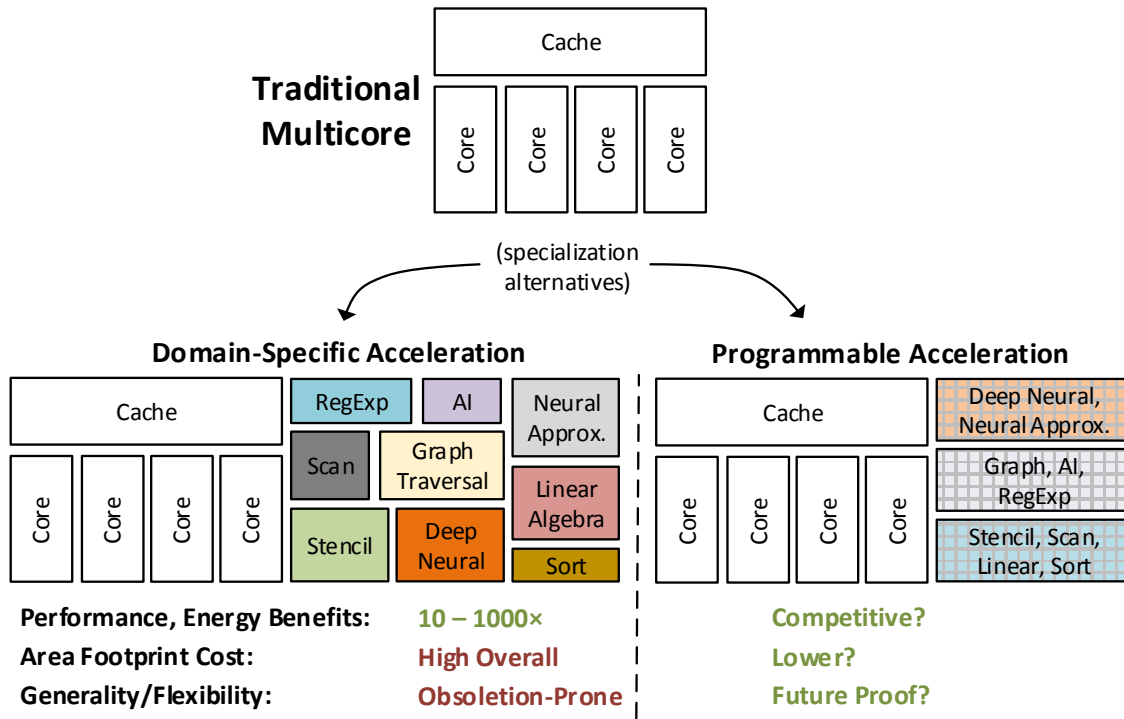 Cache
Traditional
Multicore
Core
Core
Core
Core
(specialization
alternatives)
Domain-Specific Acceleration
Cache
Core
Core
Core
Core
RegExp
AI
Neural
Approx.
Scan
Graph
Traversal
Linear
Algebra
Stencil
Deep
Neural
Sort
Programmable Acceleration
Cache
Core
Core
Core
Core
Deep Neural,
Neural Approx.
Graph, AI,
RegExp
Stencil, Scan,
Linear, Sort
Performance, Energy Benefits: 10 – 1000× Competitive?
Area Footprint Cost: High Overall Lower?
Generality/Flexibility: Obsoletion-Prone Future Proof?